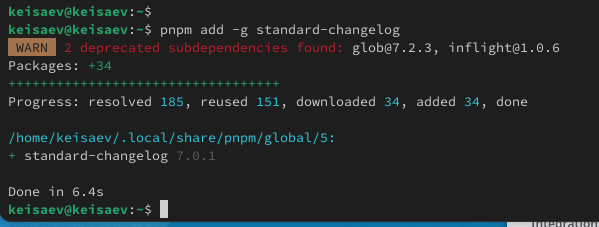 keisaev@keisaev:~$
keisaev@keisaev:~$ pnpm add -g standard-changelog
WARN 2 deprecated subdependencies found: glob@7.2.3, inflight@1.0.6
Packages: +34
++++++++++++++++++++++++++++++++++
Progress: resolved 185, reused 151, downloaded 34, added 34, done
/home/keisaev/.local/share/pnpm/global/5:
+ standard-changelog 7.0.1
Done in 6.4s
keisaev@keisaev:~$
integration